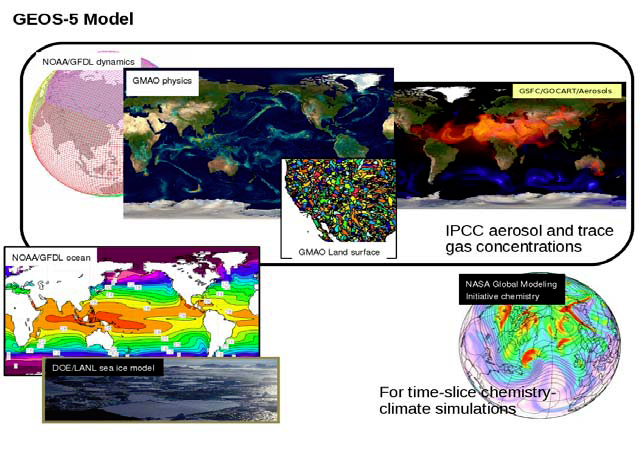 GEOS-5 Model
NOAA/GFDL dynamics
GMAO physics
GSFC/GOCART/Aerosols
GMAO Land surface
IPCC aerosol and trace
gas concentrations
NOAA/GFDL ocean
DOE/LANL sea ice model
NASA Global Modeling
Initiative chemistry
For time-slice chemistry-
climate simulations